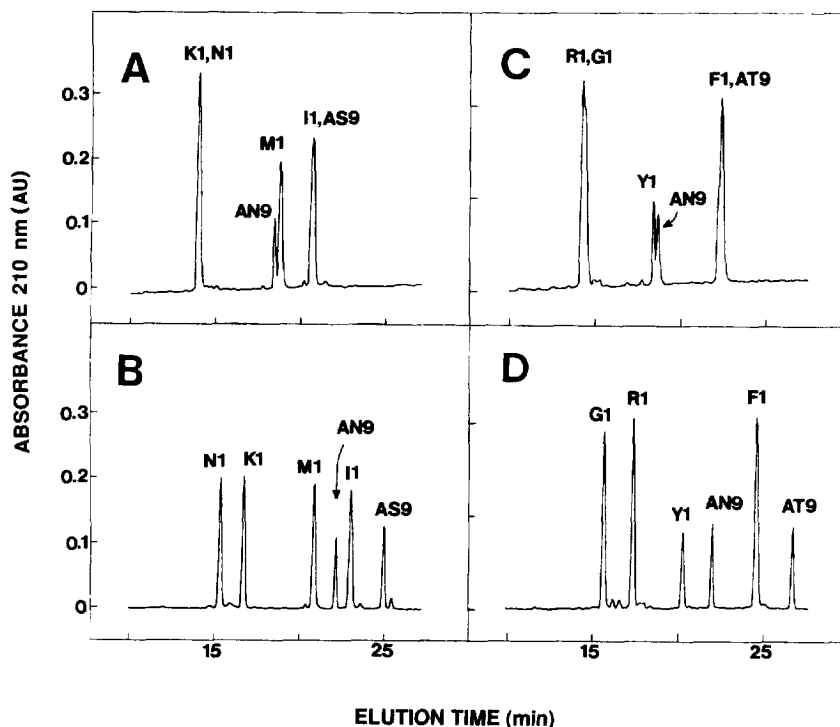 A
K1,N1
AN9
M1
I1,AS9
C
R1,G1
Y1
AN9
F1,AT9
0.3
0.2
0.1
0
ABSORBANCE 210 nm (AU)
B
N1
K1
M1
AN9
I1
AS9
D
G1
R1
Y1
AN9
F1
AT9
0.3
0.2
0.1
0
15
25
15
25
ELUTION TIME (min)